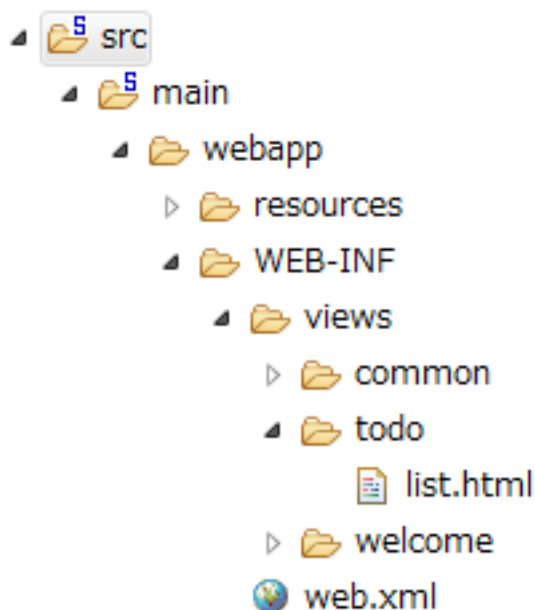 src
main
webapp
resources
WEB-INF
views
common
todo
list.html
welcome
web.xml